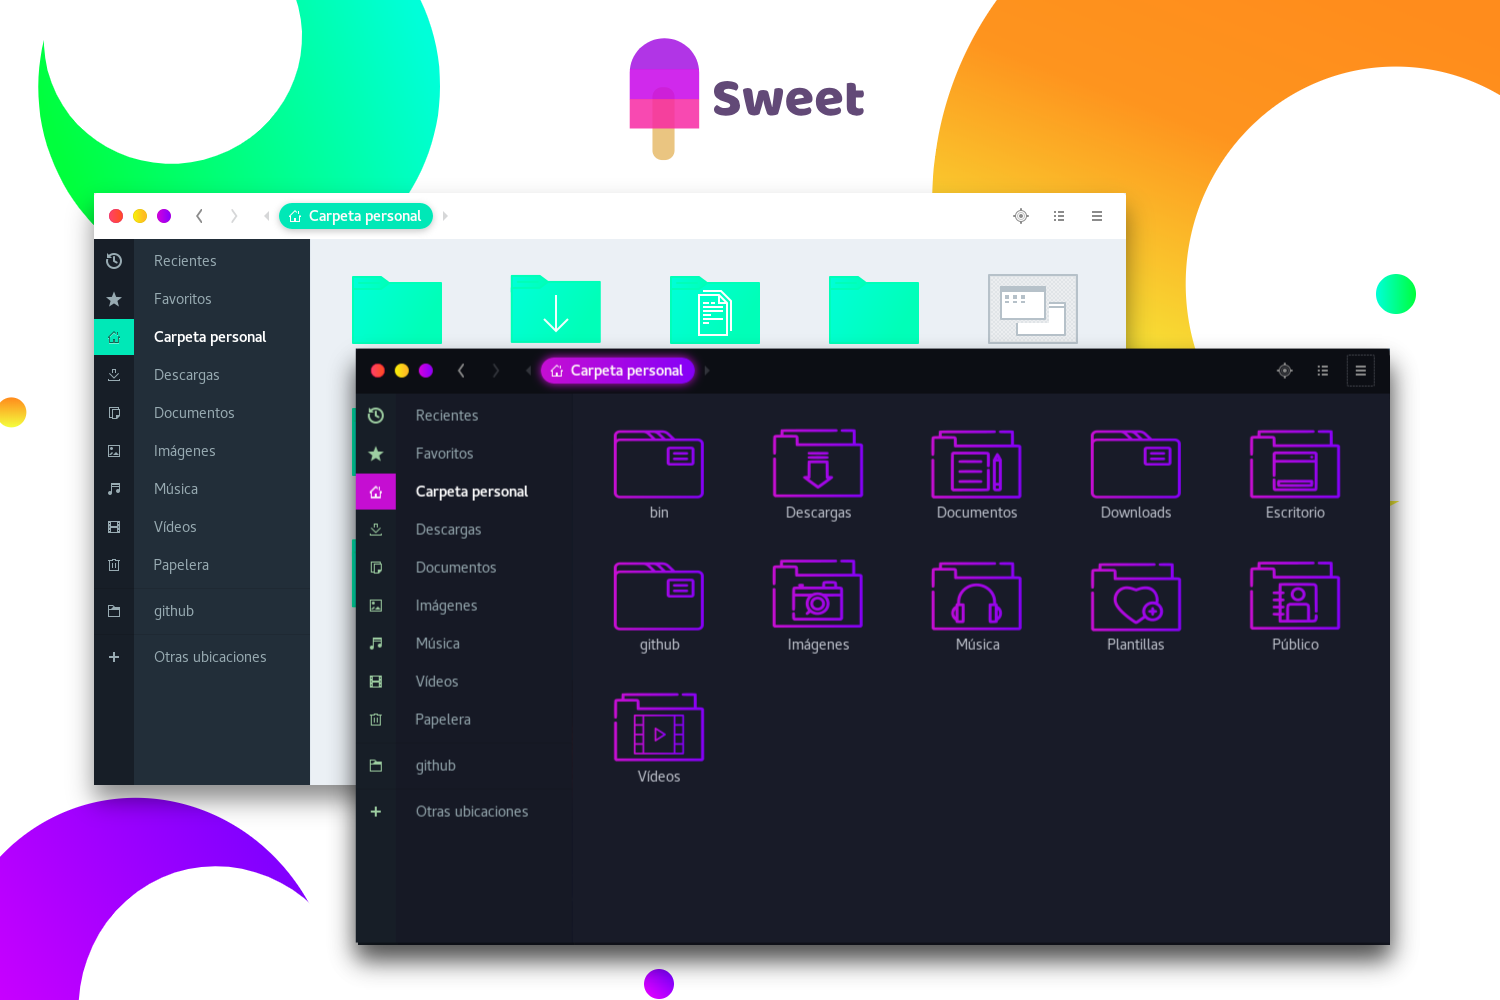 Sweet
Carpeta personal
Recientes
Favoritos
Carpeta personal
Descargas
Documentos
Imágenes
Música
Vídeos
Papelera
github
Otras ubicaciones
Carpeta personal
Recientes
Favoritos
Carpeta personal
Descargas
Documentos
Imágenes
Música
Vídeos
Papelera
github
Otras ubicaciones
bin Descargas Documentos Downloads Escritorio
github Imágenes Música Plantillas Público
Vídeos